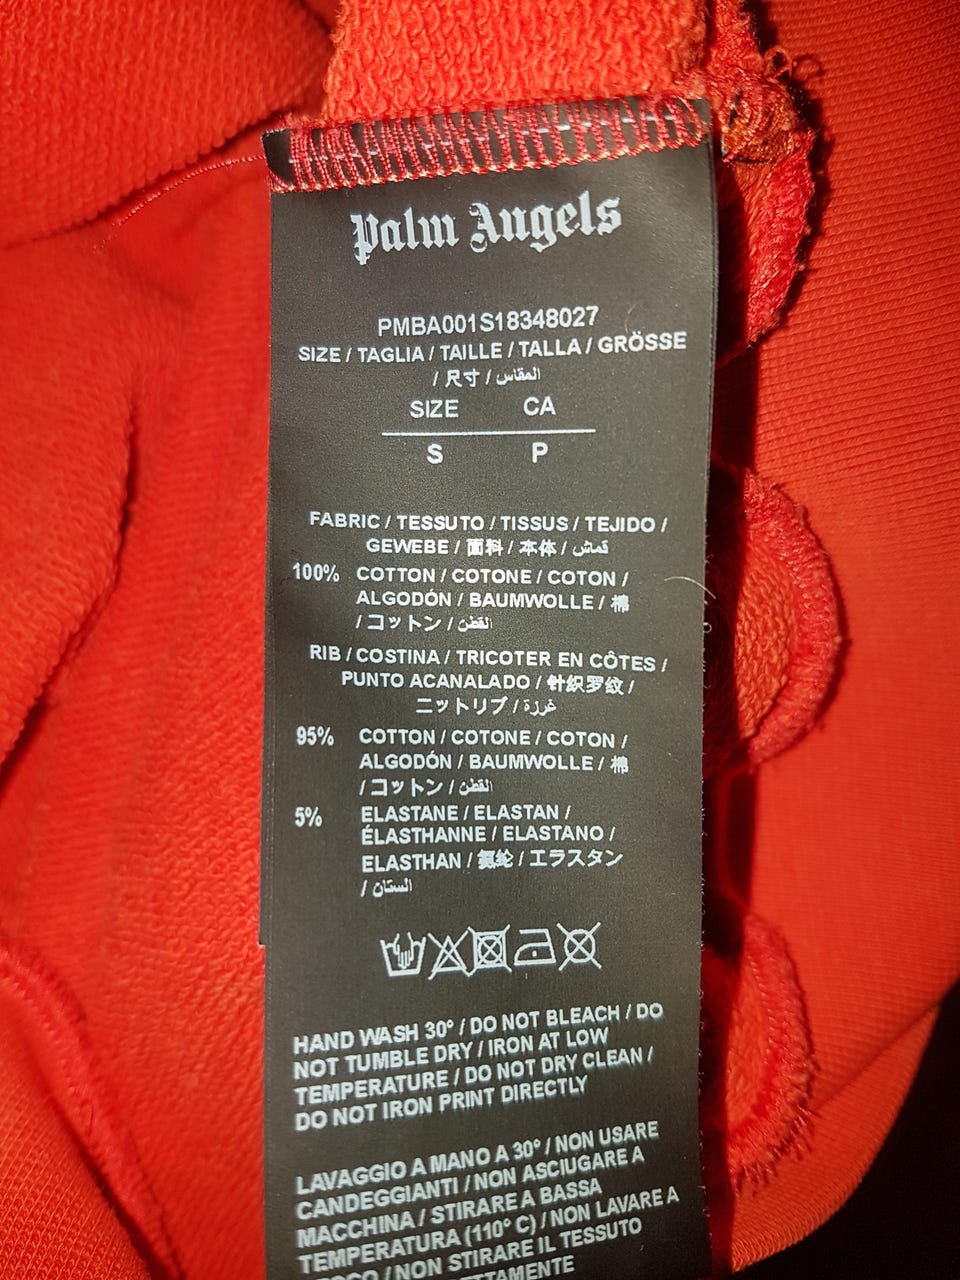 Palm Angels
PMBA001S18348027
SIZE / TAGLIA / TAILLE / TALLA / GRÖSSE
/ 尺寸 / المقاس
SIZE CA
S P
FABRIC / TESSUTO / TISSUS / TEJIDO /
GEWEBE / 面料 / 本体 / قماش
100% COTTON / COTONE / COTON /
ALGODÓN / BAUMWOLLE / 棉
/ コットン / القطن
RIB / COSTINA / TRICOTER EN CÔTES /
PUNTO ACANALADO / 针织罗纹 /
ニットリブ / غرزة
95% COTTON / COTONE / COTON /
ALGODÓN / BAUMWOLLE / 棉
/ コットン / القطن
5% ELASTANE / ELASTAN /
ÉLASTHANNE / ELASTANO /
ELASTHAN / 氨纶 / エラスタン
/ الستان
HAND WASH 30° / DO NOT BLEACH / DO
NOT TUMBLE DRY / IRON AT LOW
TEMPERATURE / DO NOT DRY CLEAN /
DO NOT IRON PRINT DIRECTLY
LAVAGGIO A MANO A 30° / NON USARE
CANDEGGIANTI / NON ASCIUGARE A
MACCHINA / STIRARE A BASSA
TEMPERATURA (110° C) / NON LAVARE A
/ NON STIRARE IL TESSUTO